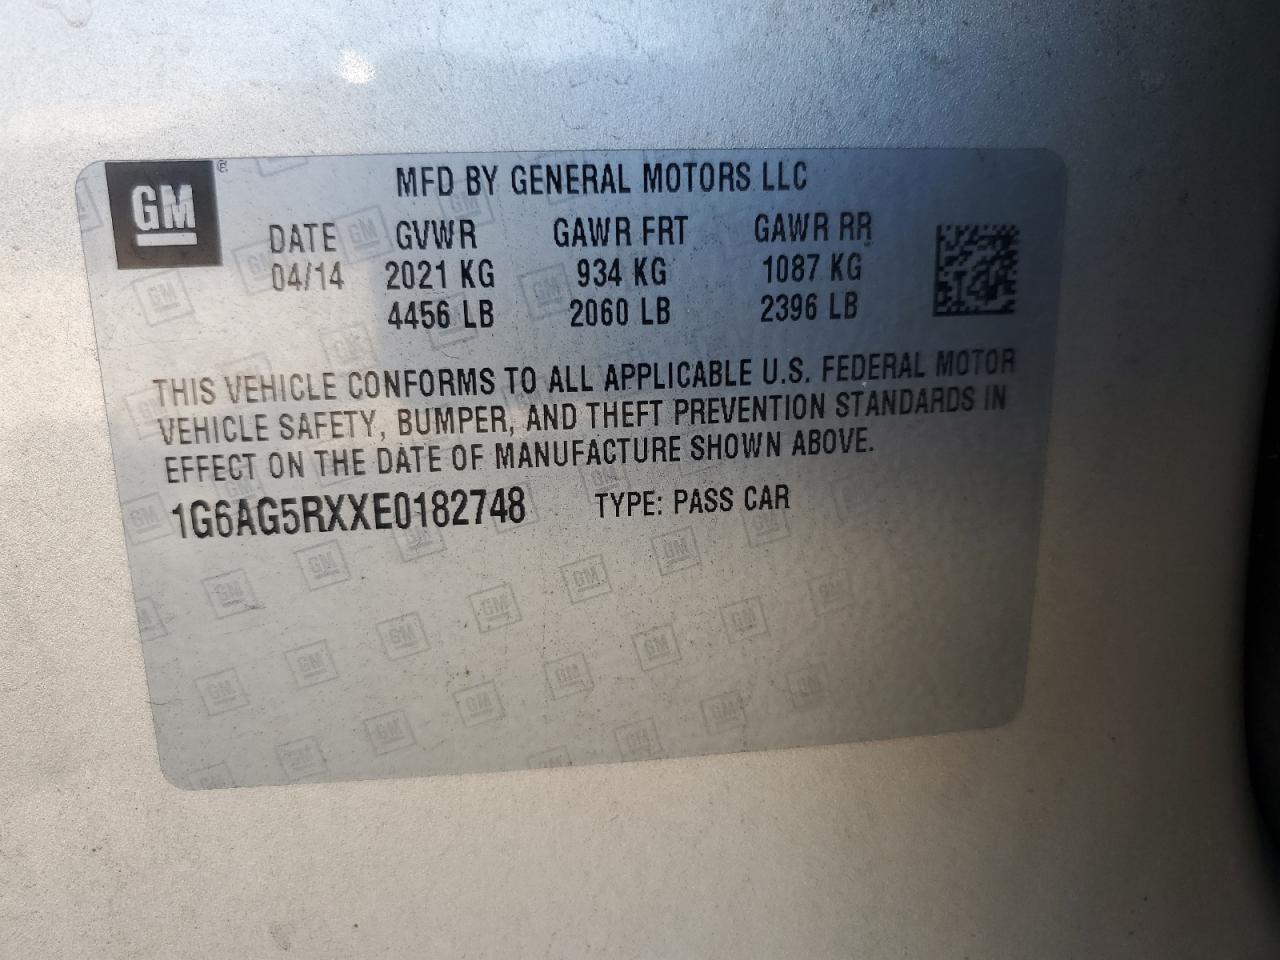 GM ®
MFD BY GENERAL MOTORS LLC
DATE GVWR GAWR FRT GAWR RR
04/14 2021 KG 934 KG 1087 KG
4456 LB 2060 LB 2396 LB
THIS VEHICLE CONFORMS TO ALL APPLICABLE U.S. FEDERAL MOTOR
VEHICLE SAFETY, BUMPER, AND THEFT PREVENTION STANDARDS IN
EFFECT ON THE DATE OF MANUFACTURE SHOWN ABOVE.
1G6AG5RXXE0182748 TYPE: PASS CAR